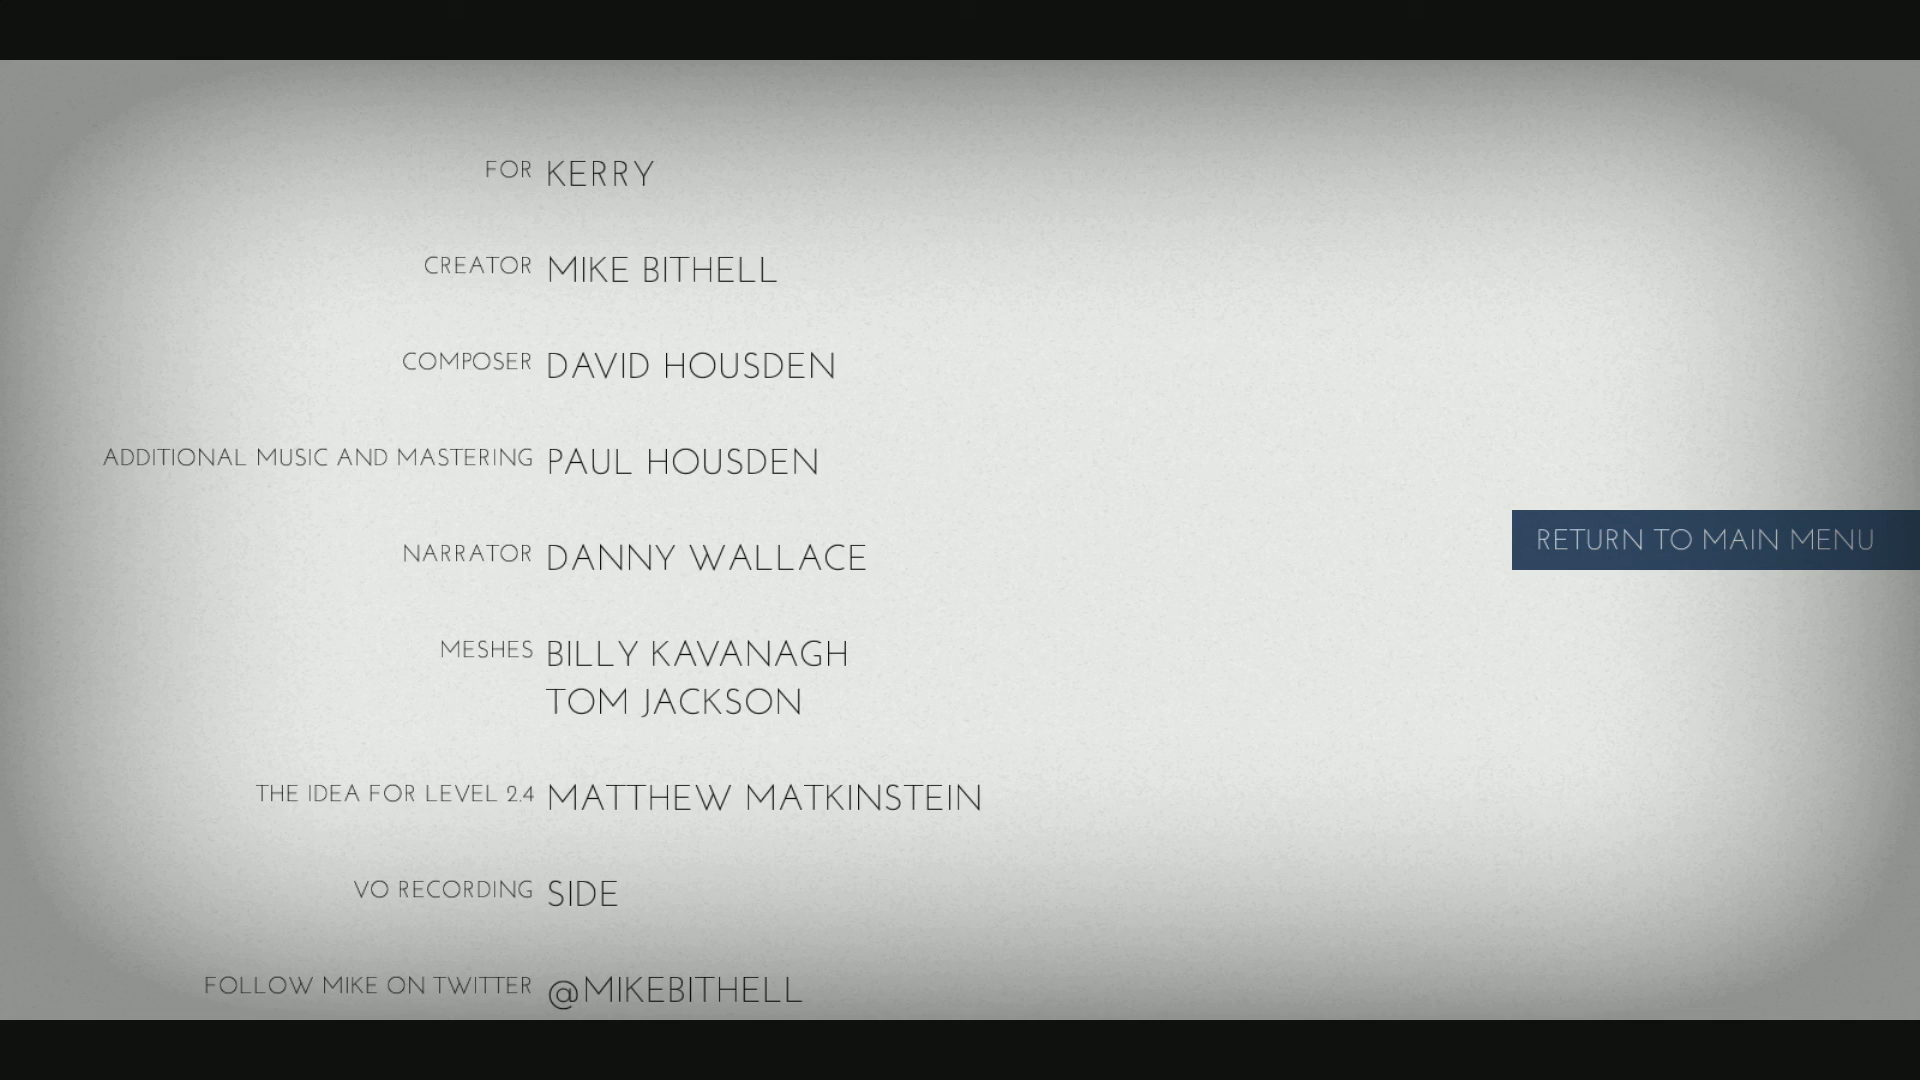 FOR KERRY
CREATOR MIKE BITHELL
COMPOSER DAVID HOUSDEN
ADDITIONAL MUSIC AND MASTERING PAUL HOUSDEN
NARRATOR DANNY WALLACE
RETURN TO MAIN MENU
MESHES BILLY KAVANAGH
TOM JACKSON
THE IDEA FOR LEVEL 2.4 MATTHEW MATKINSTEIN
VO RECORDING SIDE
FOLLOW MIKE ON TWITTER @MIKEBITHELL